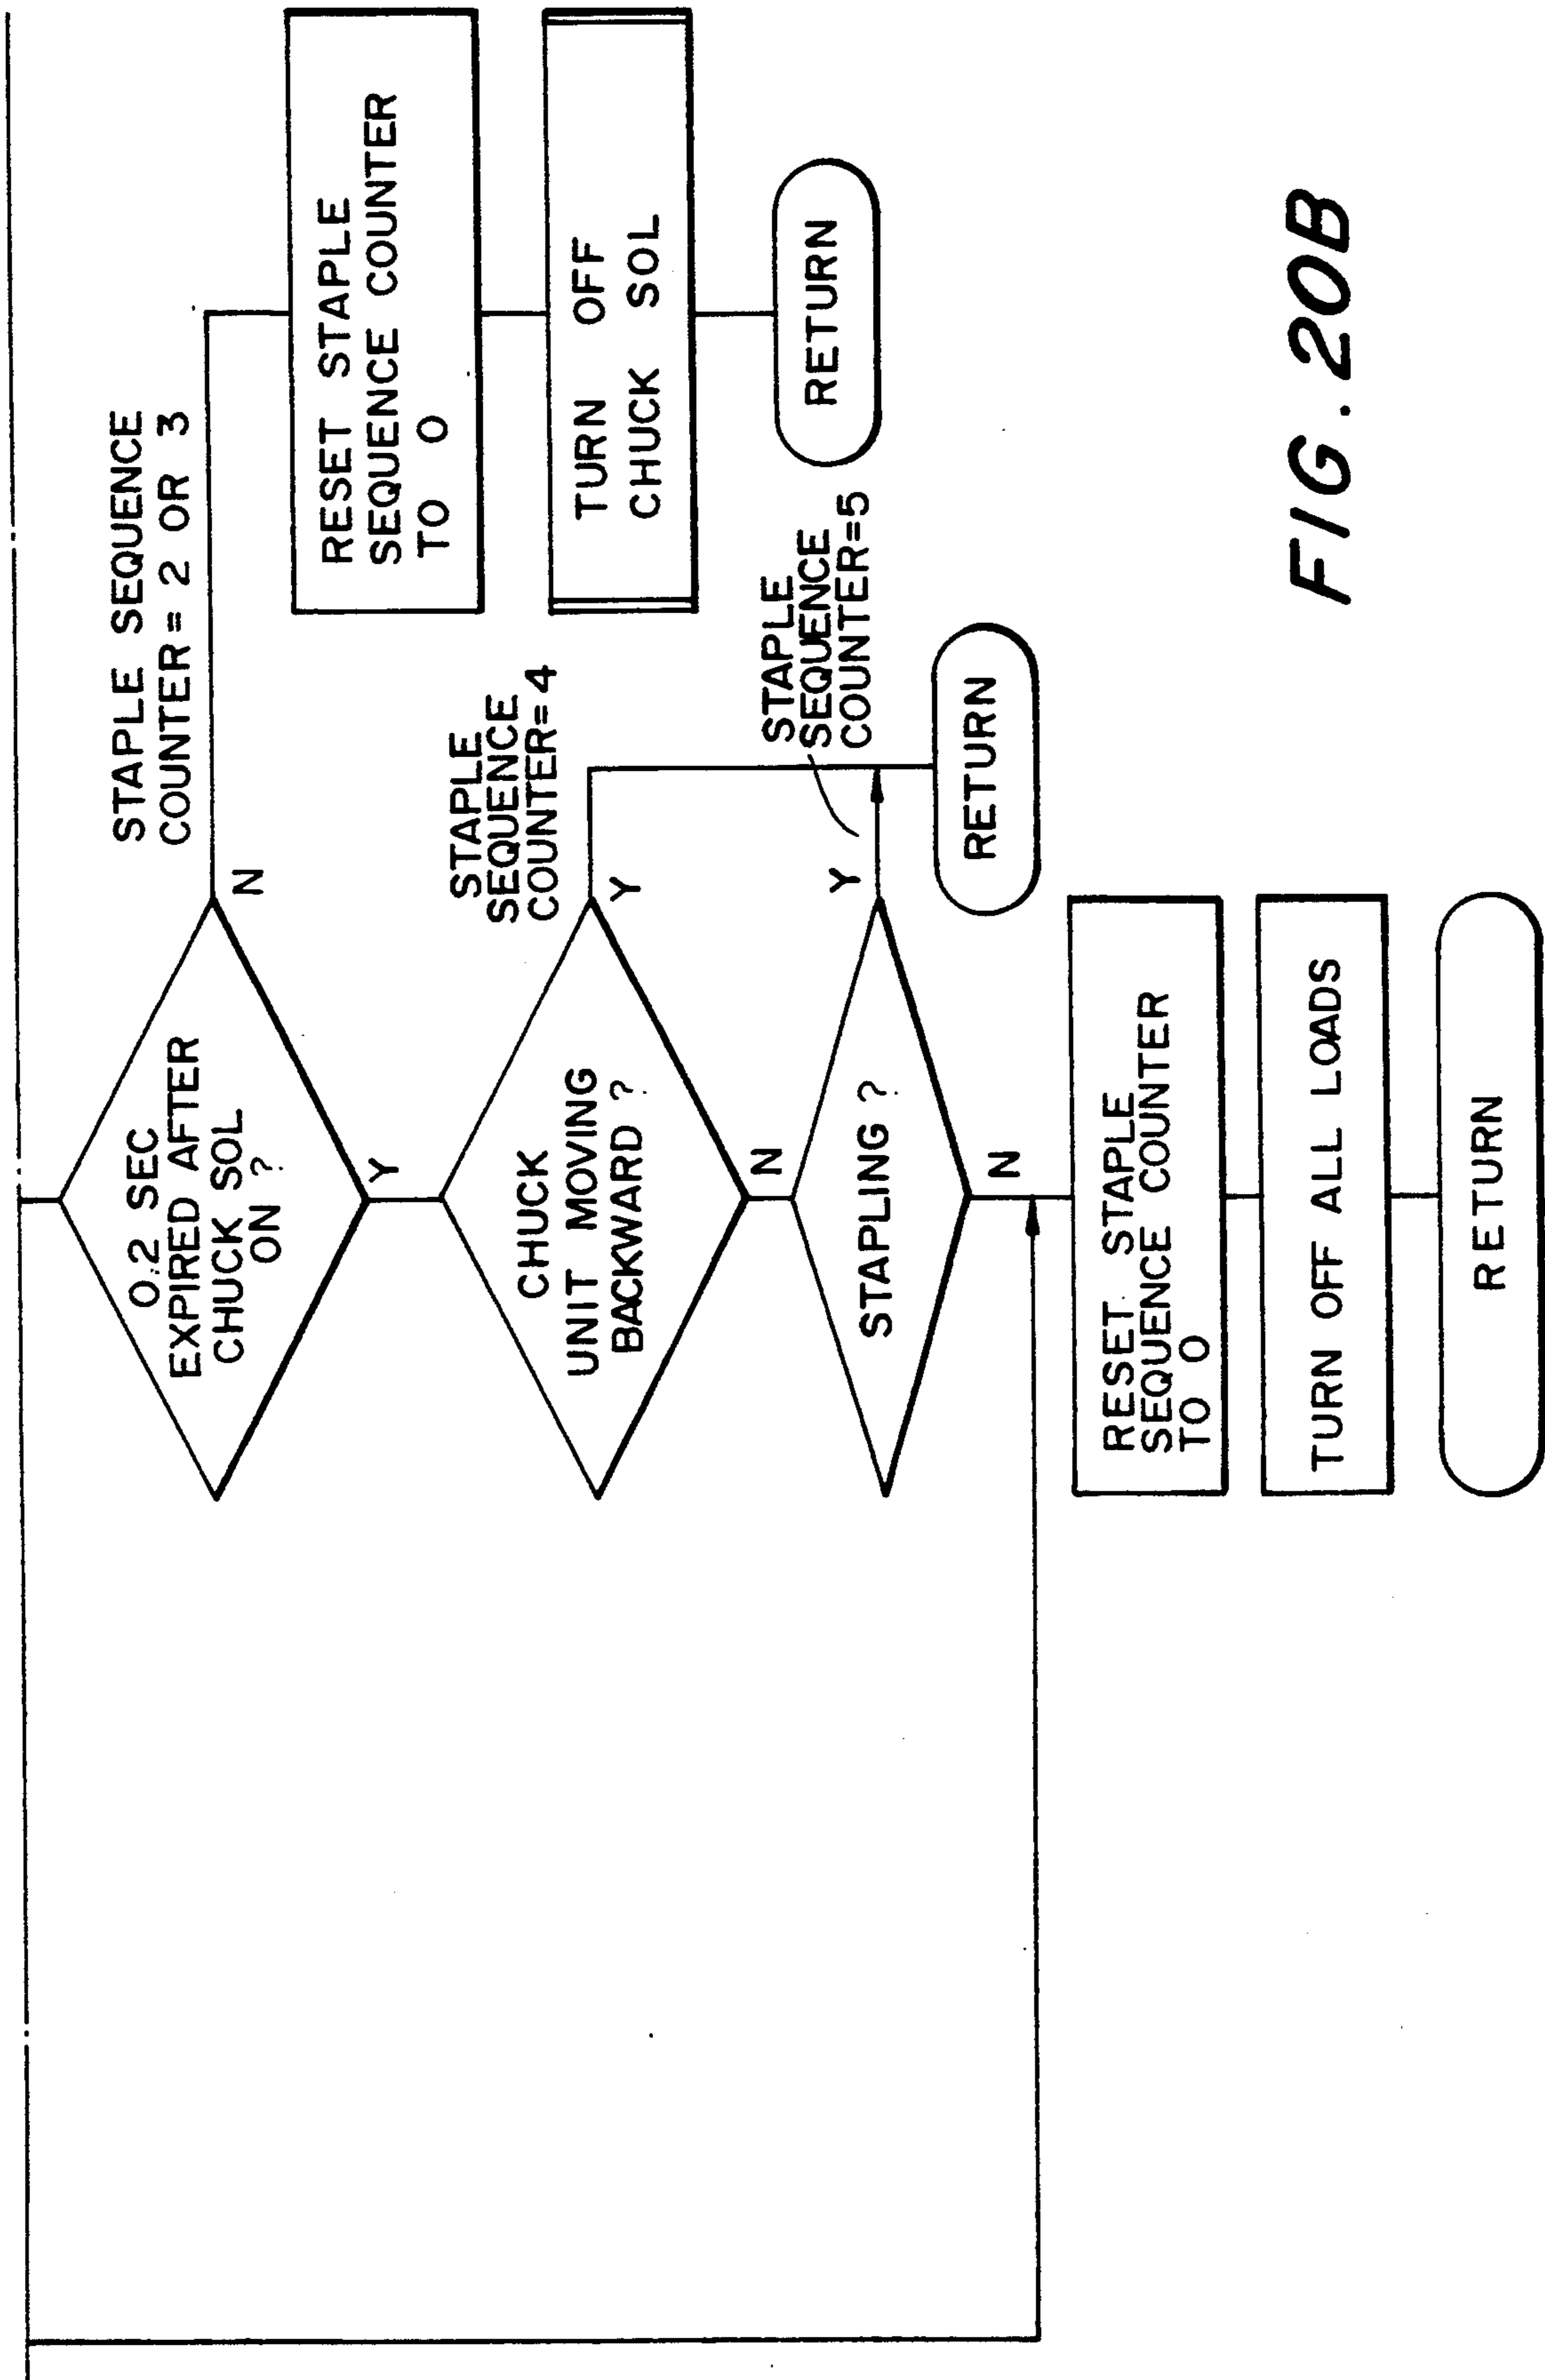 0.2 SEC
EXPIRED AFTER
CHUCK SOL
ON ?
N
STAPLE SEQUENCE
COUNTER = 2 OR 3
Y
RESET STAPLE
SEQUENCE COUNTER
TO 0
TURN OFF
CHUCK SOL
RETURN
CHUCK
UNIT MOVING
BACKWARD ?
Y
STAPLE
SEQUENCE
COUNTER=4
N
STAPLING ?
Y
STAPLE
SEQUENCE
COUNTER=5
RETURN
N
RESET STAPLE
SEQUENCE COUNTER
TO 0
TURN OFF ALL LOADS
RETURN
FIG. 20B